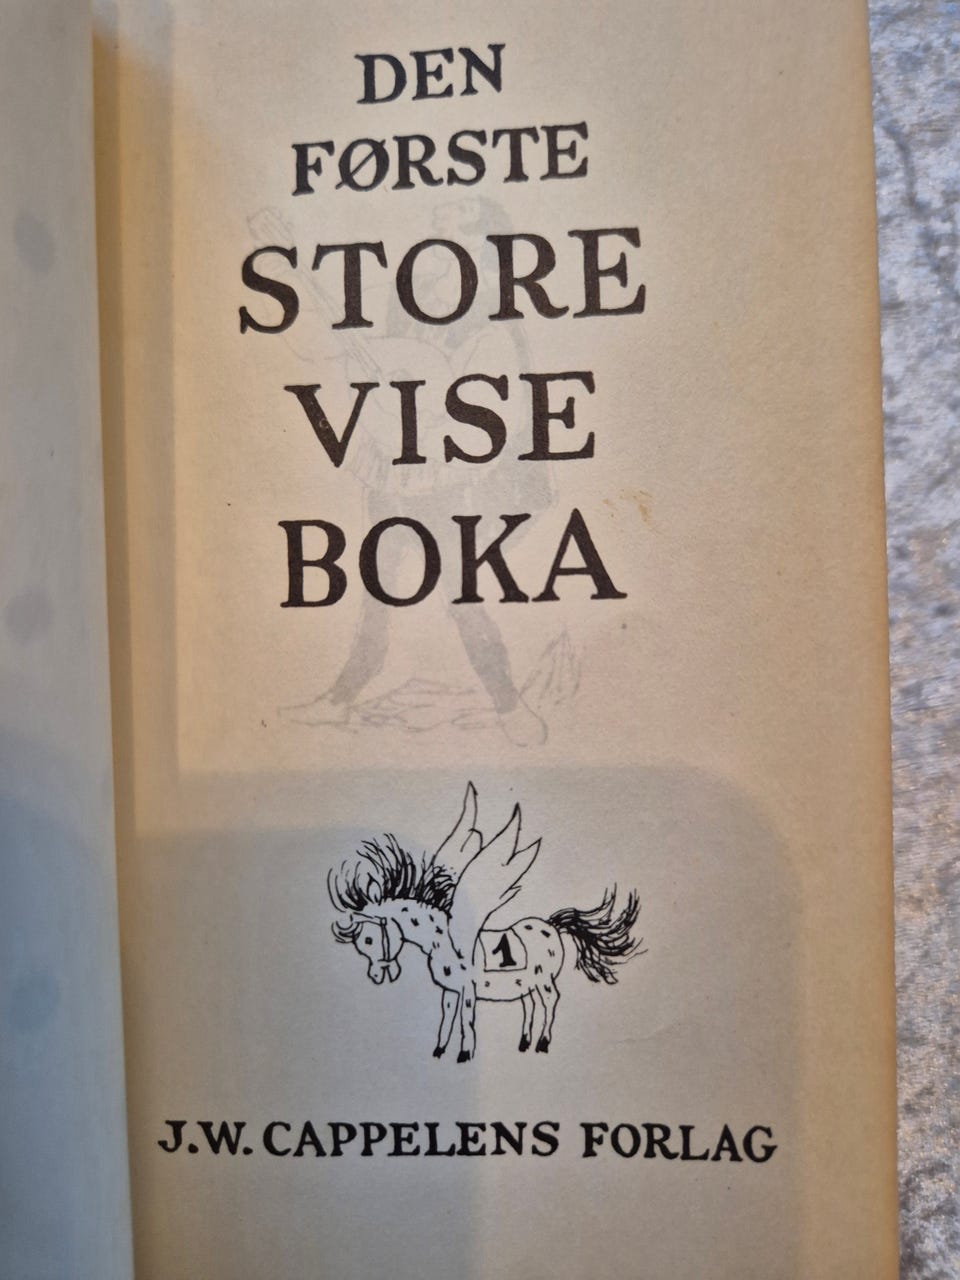 DEN
FØRSTE
STORE
VISE
BOKA
1
J.W. CAPPELENS FORLAG